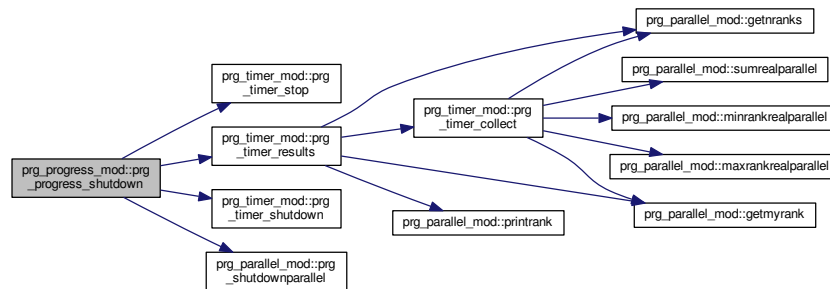 prg_progress_mod::prg
_progress_shutdown
prg_timer_mod::prg
_timer_stop
prg_timer_mod::prg
_timer_results
prg_timer_mod::prg
_timer_shutdown
prg_parallel_mod::prg
_shutdownparallel
prg_timer_mod::prg
_timer_collect
prg_parallel_mod::printrank
prg_parallel_mod::getnranks
prg_parallel_mod::sumrealparallel
prg_parallel_mod::minrankrealparallel
prg_parallel_mod::maxrankrealparallel
prg_parallel_mod::getmyrank